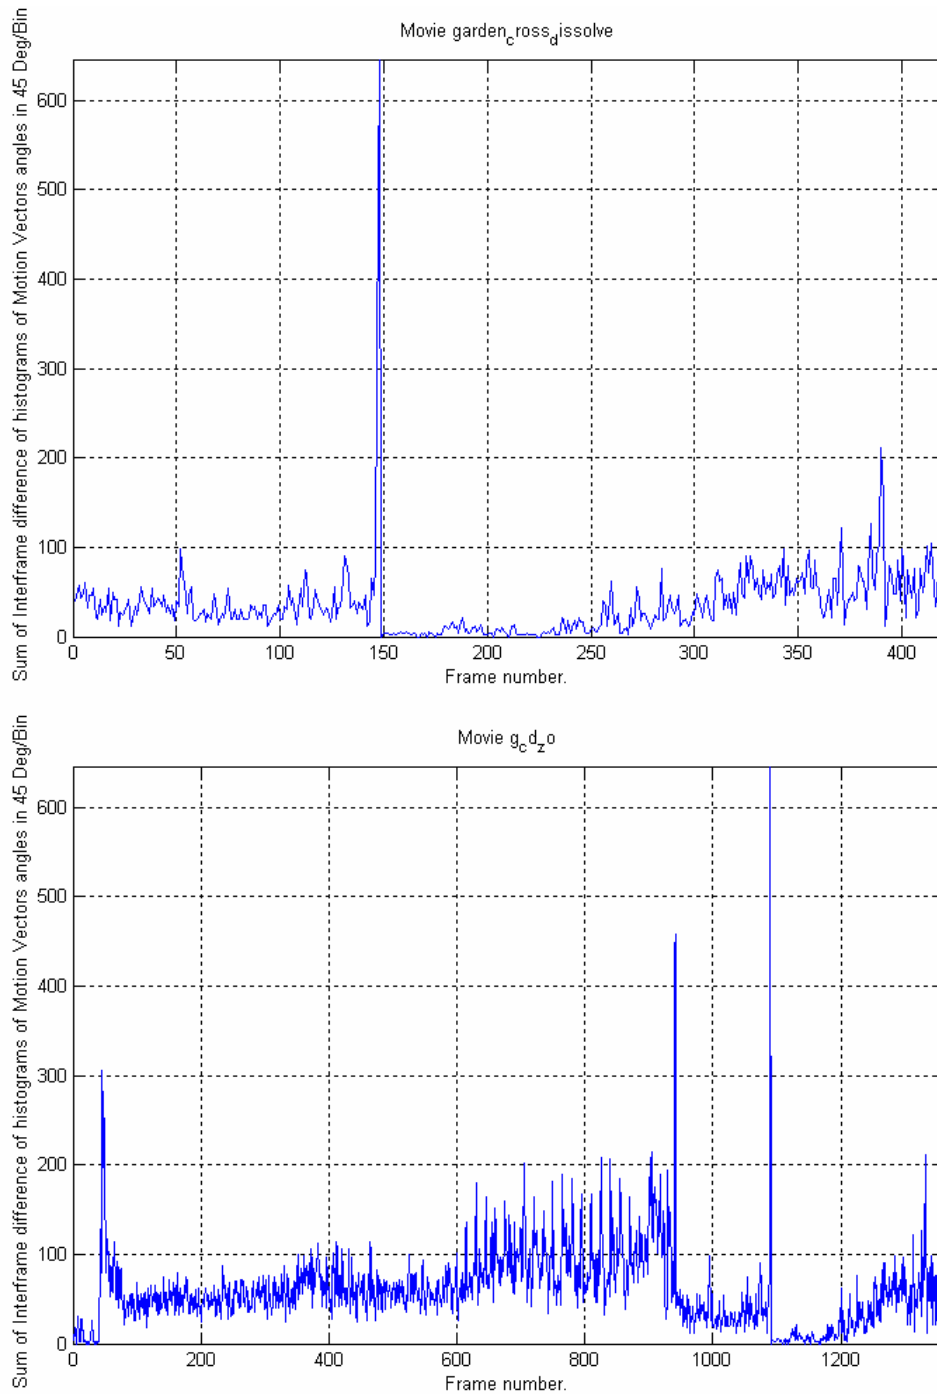 Movie garden_cross_dissolve
Sum of Interframe difference of histograms of Motion Vectors angles in 45 Deg/Bin
600
500
400
300
200
100
0
0 50 100 150 200 250 300 350 400
Frame number.
Movie g_cd_zo
Sum of Interframe difference of histograms of Motion Vectors angles in 45 Deg/Bin
600
500
400
300
200
100
0
0 200 400 600 800 1000 1200
Frame number.